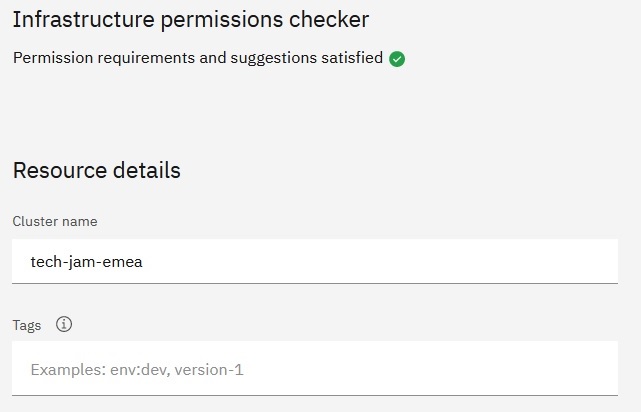 Infrastructure permissions checker
Permission requirements and suggestions satisfied
Resource details
Cluster name
tech-jam-emea
Tags
Examples: env:dev, version-1